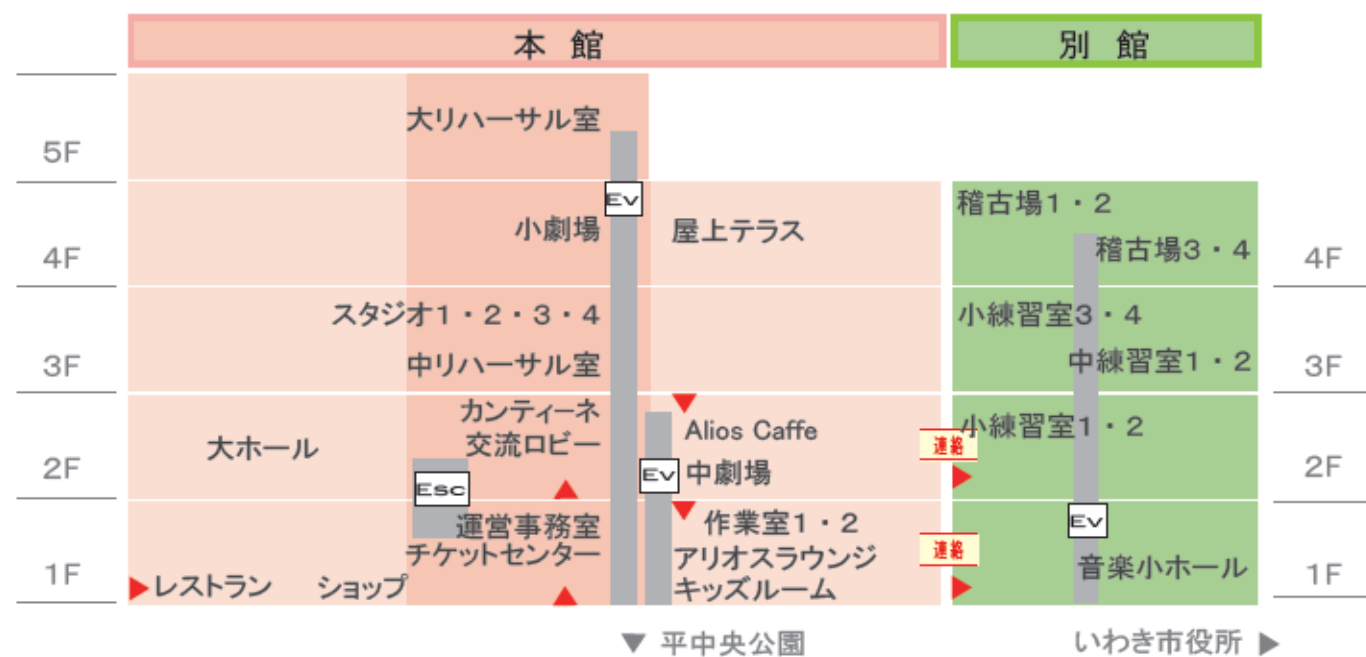 本 館
別 館
5F
大リハーサル室
4F
小劇場
Ev
屋上テラス
稽古場1・2
稽古場3・4
4F
3F
スタジオ1・2・3・4
中リハーサル室
小練習室3・4
中練習室1・2
3F
2F
大ホール
カンティーネ
交流ロビー
Esc
Ev
Alios Caffe
中劇場
連絡
小練習室1・2
2F
1F
レストラン
ショップ
運営事務室
チケットセンター
作業室1・2
アリオスラウンジ
キッズルーム
連絡
Ev
音楽小ホール
1F
▼ 平中央公園
いわき市役所 ▶